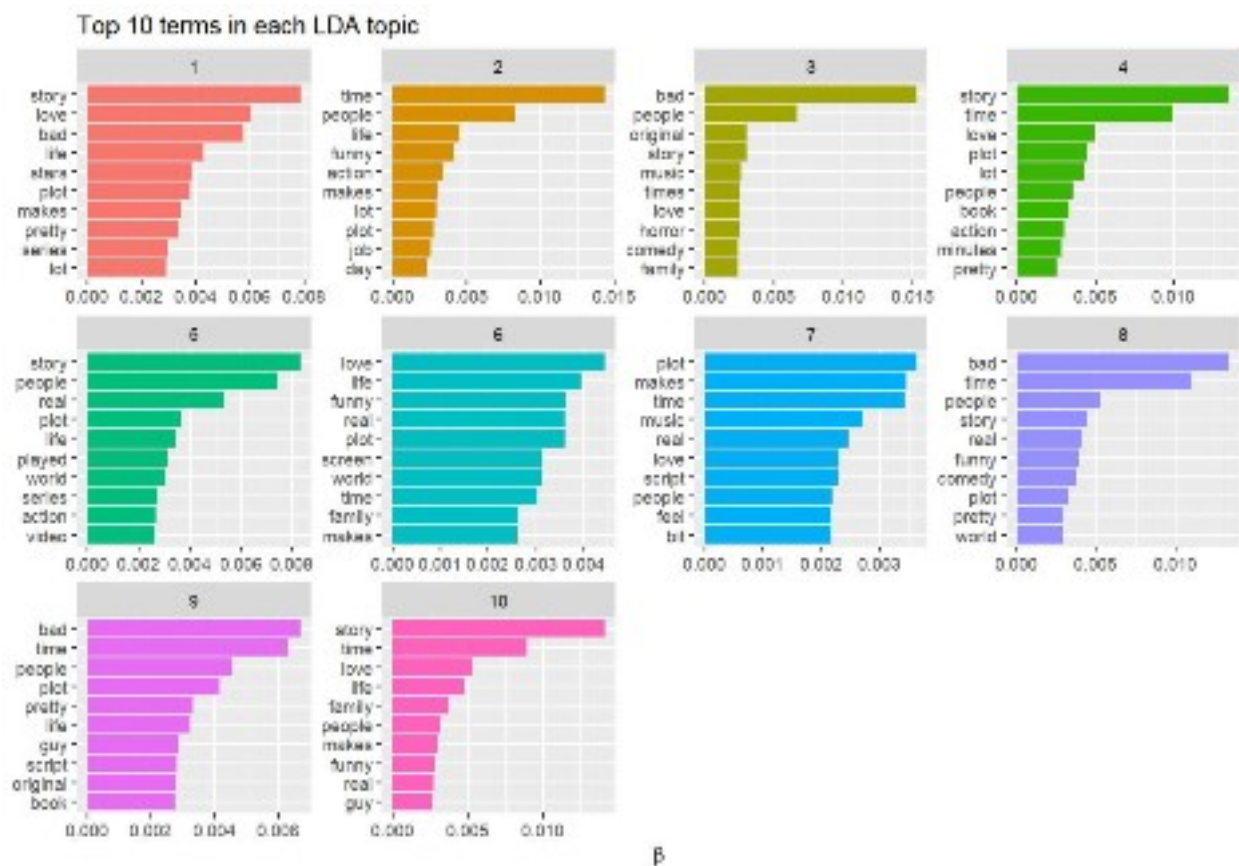 Top 10 terms in each LDA topic
1
story
love
bad
life
stars
plot
makes
pretty
series
lot
0.000 0.002 0.004 0.006 0.008
2
time
people
life
funny
action
makes
lot
plot
job
day
0.000 0.005 0.010 0.015
3
bad
people
original
story
music
times
love
horror
comedy
family
0.000 0.005 0.010 0.015
4
story
time
love
plot
lot
people
book
action
minutes
pretty
0.000 0.005 0.010
5
story
people
real
plot
life
played
world
series
action
video
0.000 0.002 0.004 0.006 0.008
6
love
life
funny
real
plot
screen
world
time
family
makes
0.000 0.001 0.002 0.003 0.004
7
plot
makes
time
music
real
love
script
people
feel
bit
0.000 0.001 0.002 0.003
8
bad
time
people
story
real
funny
comedy
plot
pretty
world
0.000 0.005 0.010
9
bad
time
people
plot
pretty
life
guy
script
original
book
0.000 0.002 0.004 0.006
10
story
time
love
life
family
people
makes
funny
real
guy
0.000 0.005 0.010
β